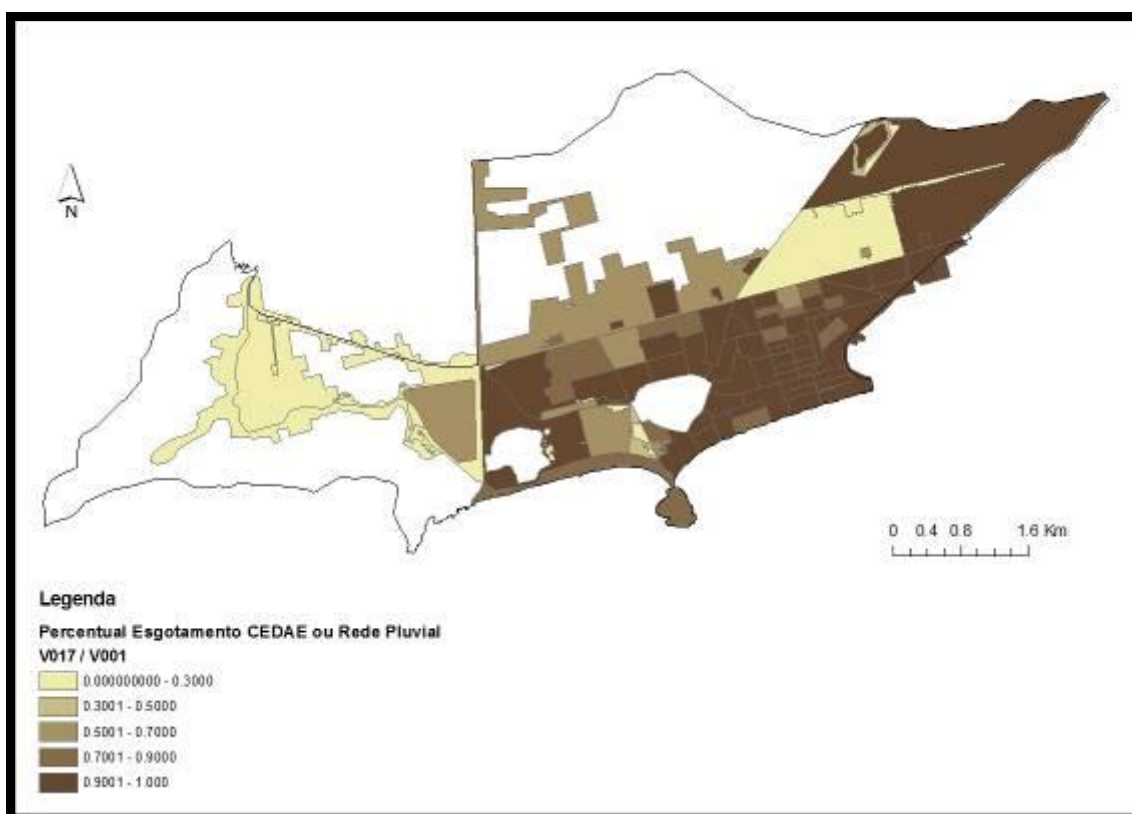 N
0 0.4 0.8 1.6 Km
Legenda
Percentual Esgotamento CEDAE ou Rede Pluvial
V017 / V001
0.000000000 - 0.3000
0.3001 - 0.5000
0.5001 - 0.7000
0.7001 - 0.9000
0.9001 - 1.000